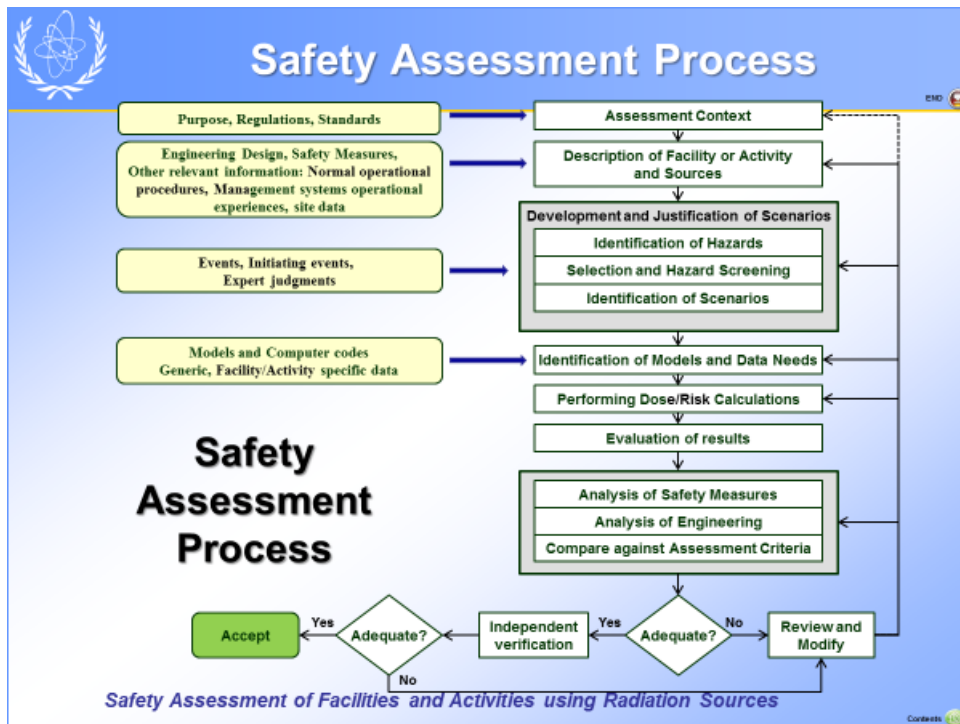 Safety Assessment Process
END
Purpose, Regulations, Standards
Assessment Context
Engineering Design, Safety Measures,
Other relevant information: Normal operational
procedures, Management systems operational
experiences, site data
Description of Facility or Activity
and Sources
Development and Justification of Scenarios
Identification of Hazards
Selection and Hazard Screening
Identification of Scenarios
Events, Initiating events,
Expert judgments
Models and Computer codes
Generic, Facility/Activity specific data
Identification of Models and Data Needs
Performing Dose/Risk Calculations
Evaluation of results
Safety
Assessment
Process
Analysis of Safety Measures
Analysis of Engineering
Compare against Assessment Criteria
Accept
Yes
Adequate?
No
Independent
verification
Yes
Adequate?
No
Review and
Modify
Safety Assessment of Facilities and Activities using Radiation Sources
Contents